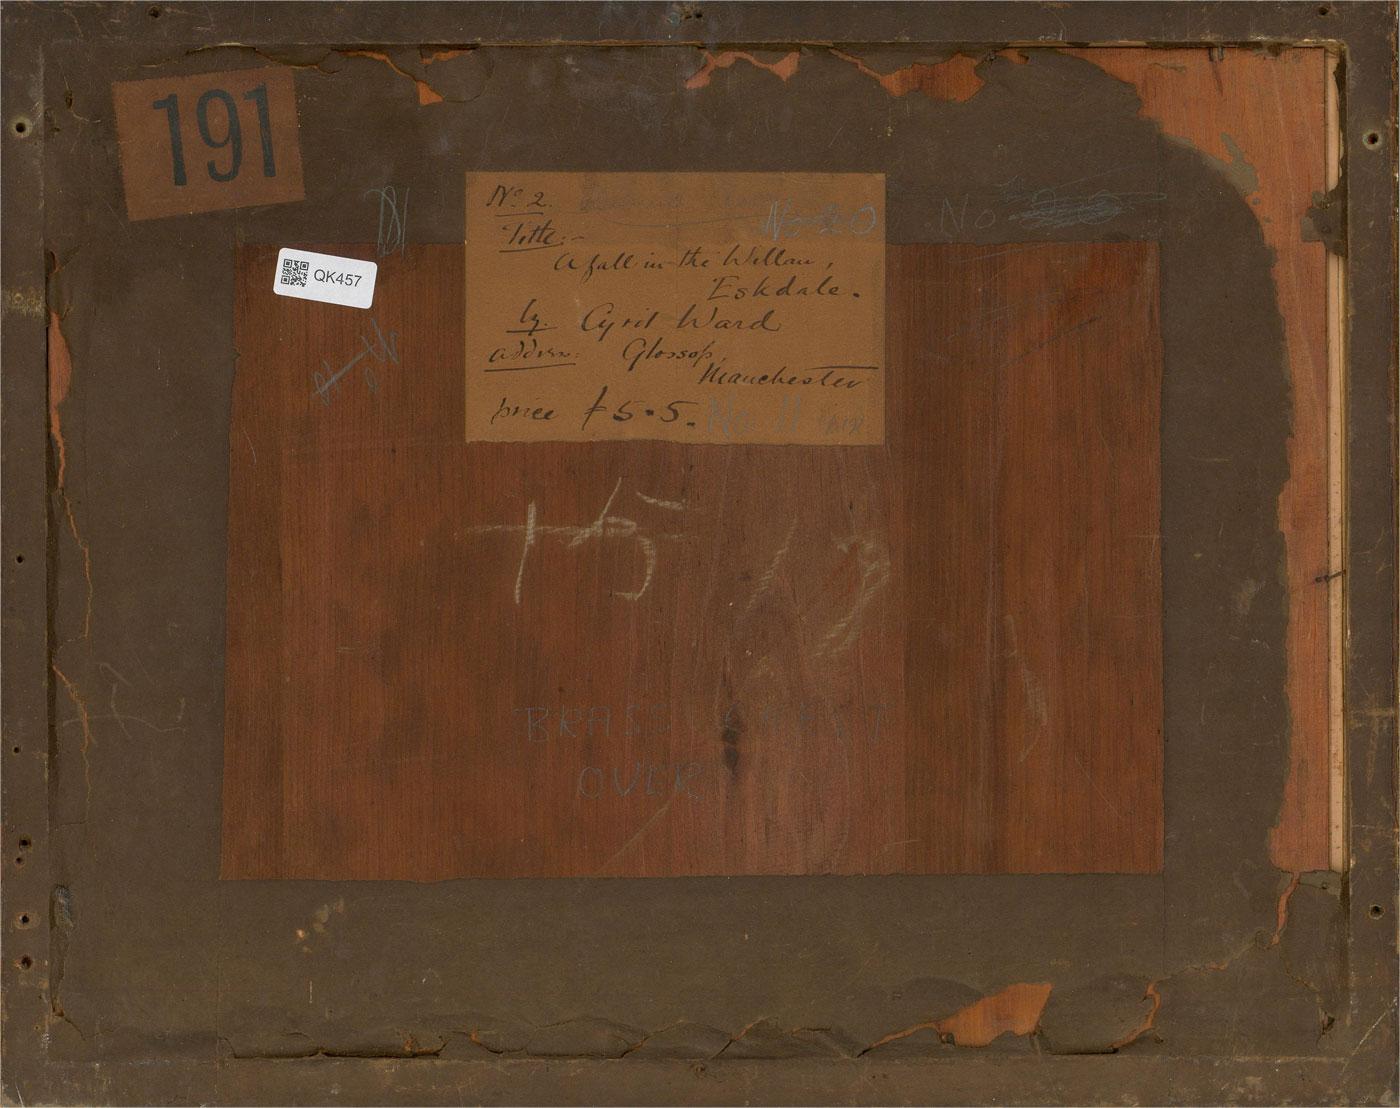 191
QK457
Nº 2.
No 20
No
Title:-
A fall in the Willan,
Eskdale.
by. Cyril Ward
address: Glossop,
Manchester
price £5.5.
No 11
BRASS
OVER